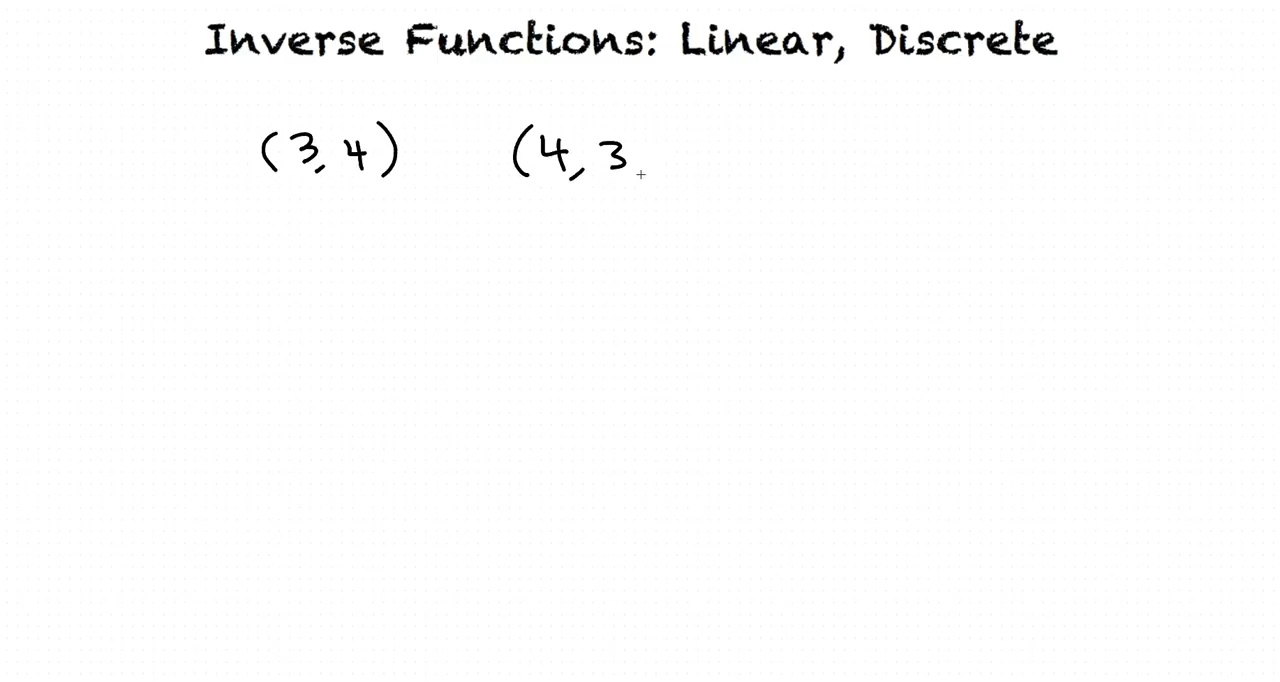 Inverse Functions: Linear, Discrete
(3, 4) (4, 3